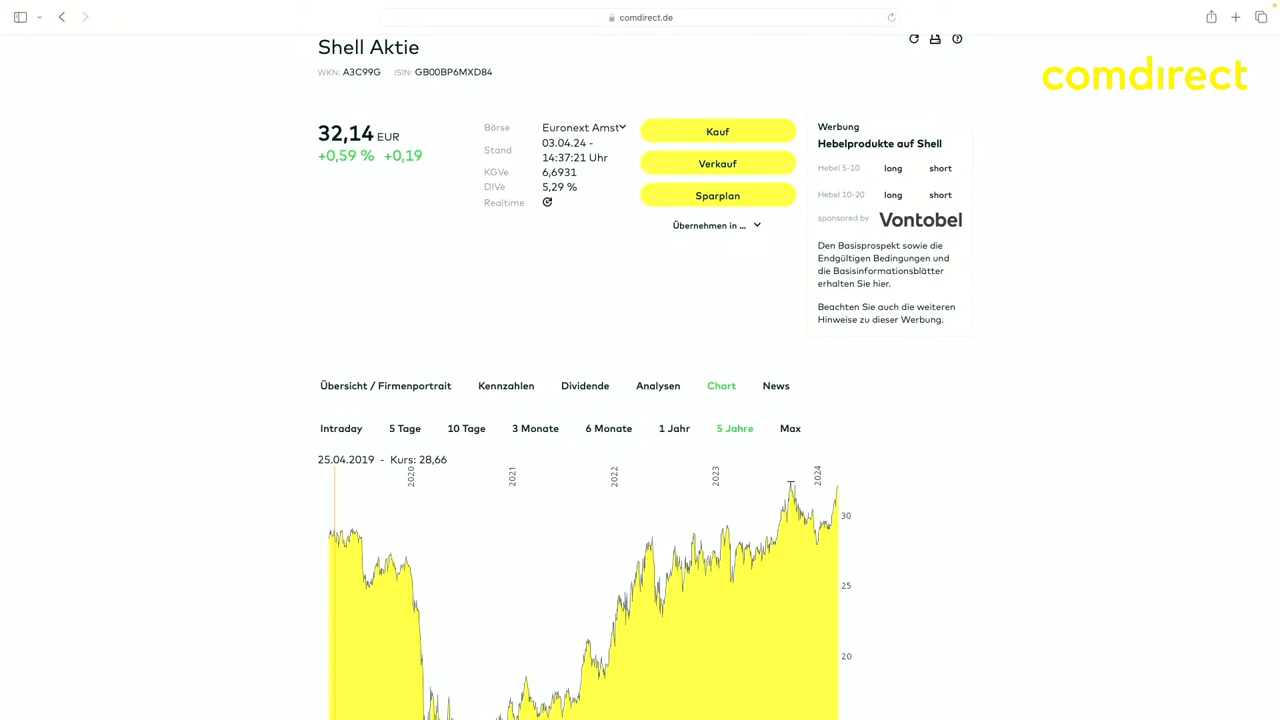 comdirect.de
Shell Aktie
WKN: A3C99G ISIN: GB00BP6MXD84
comdirect
32,14 EUR
+0,59 % +0,19
Börse Euronext Amst
Stand 03.04.24 -
14:37:21 Uhr
KGVe 6,6931
DIVe 5,29 %
Realtime
Kauf
Verkauf
Sparplan
Übernehmen in ...
Werbung
Hebelprodukte auf Shell
Hebel 5-10 long short
Hebel 10-20 long short
sponsored by Vontobel
Den Basisprospekt sowie die
Endgültigen Bedingungen und
die Basisinformationsblätter
erhalten Sie hier.
Beachten Sie auch die weiteren
Hinweise zu dieser Werbung.
Übersicht / Firmenportrait Kennzahlen Dividende Analysen Chart News
Intraday 5 Tage 10 Tage 3 Monate 6 Monate 1 Jahr 5 Jahre Max
25.04.2019 - Kurs: 28,66
2020 2021 2022 2023 2024
30
25
20